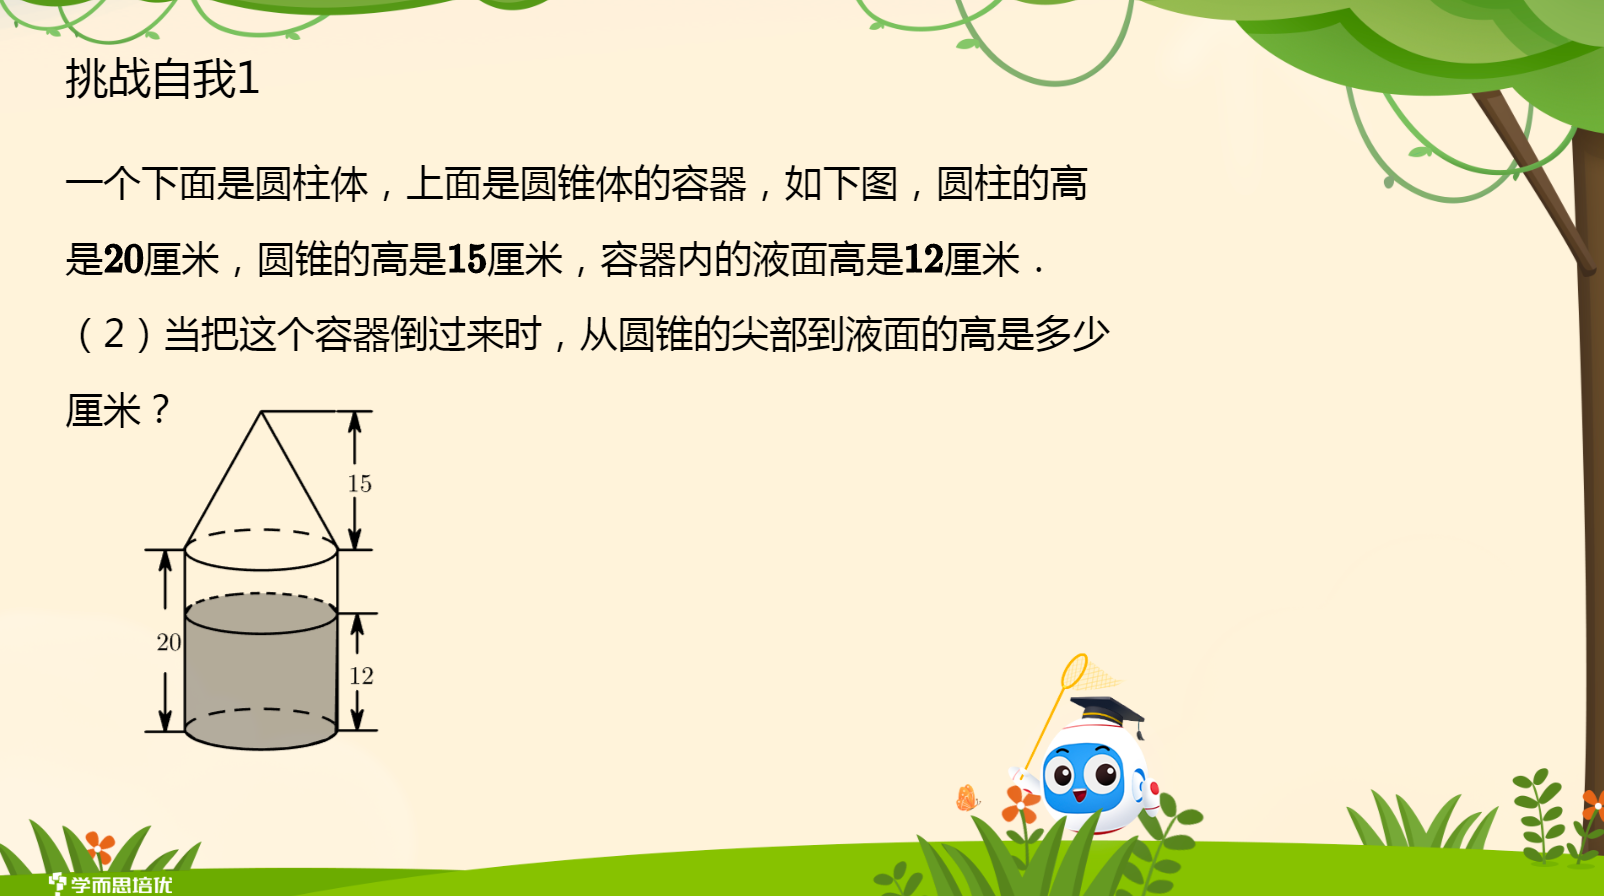 挑战自我1
一个下面是圆柱体，上面是圆锥体的容器，如下图，圆柱的高
是20厘米，圆锥的高是15厘米，容器内的液面高是12厘米．
（2）当把这个容器倒过来时，从圆锥的尖部到液面的高是多少
厘米？
15
20
12
学而思培优